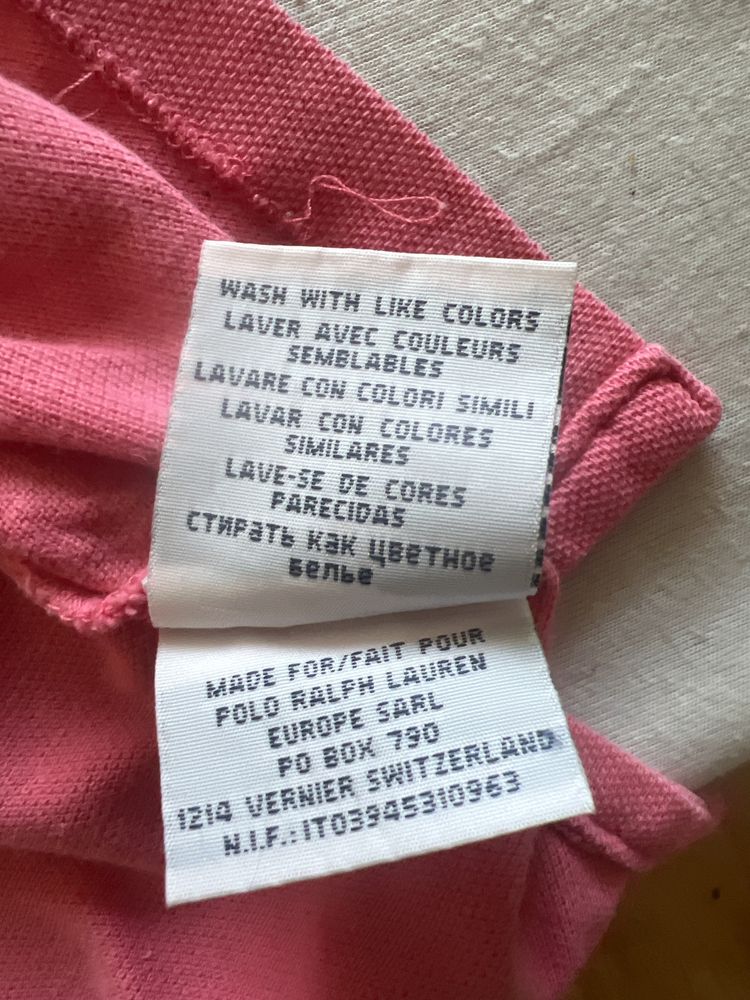 WASH WITH LIKE COLORS
LAVER AVEC COULEURS
SEMBLABLES
LAVARE CON COLORI SIMILI
LAVAR CON COLORES
SIMILARES
LAVE-SE DE CORES
PARECIDAS
СТИРАТЬ КАК ЦВЕТНОЕ
БЕЛЬЕ
MADE FOR/FAIT POUR
POLO RALPH LAUREN
EUROPE SARL
PO BOX 790
1214 VERNIER SWITZERLAND
N.I.F.: IT03945310963